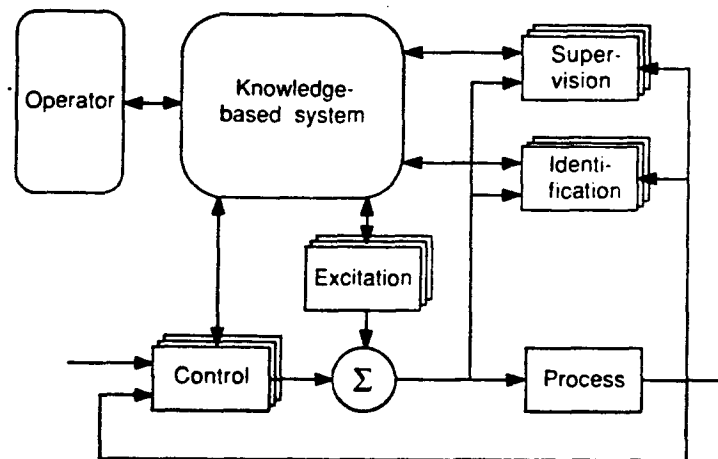 Operator
Knowledge-
based system
Super-
vision
Identi-
fication
Excitation
Control
Σ
Process